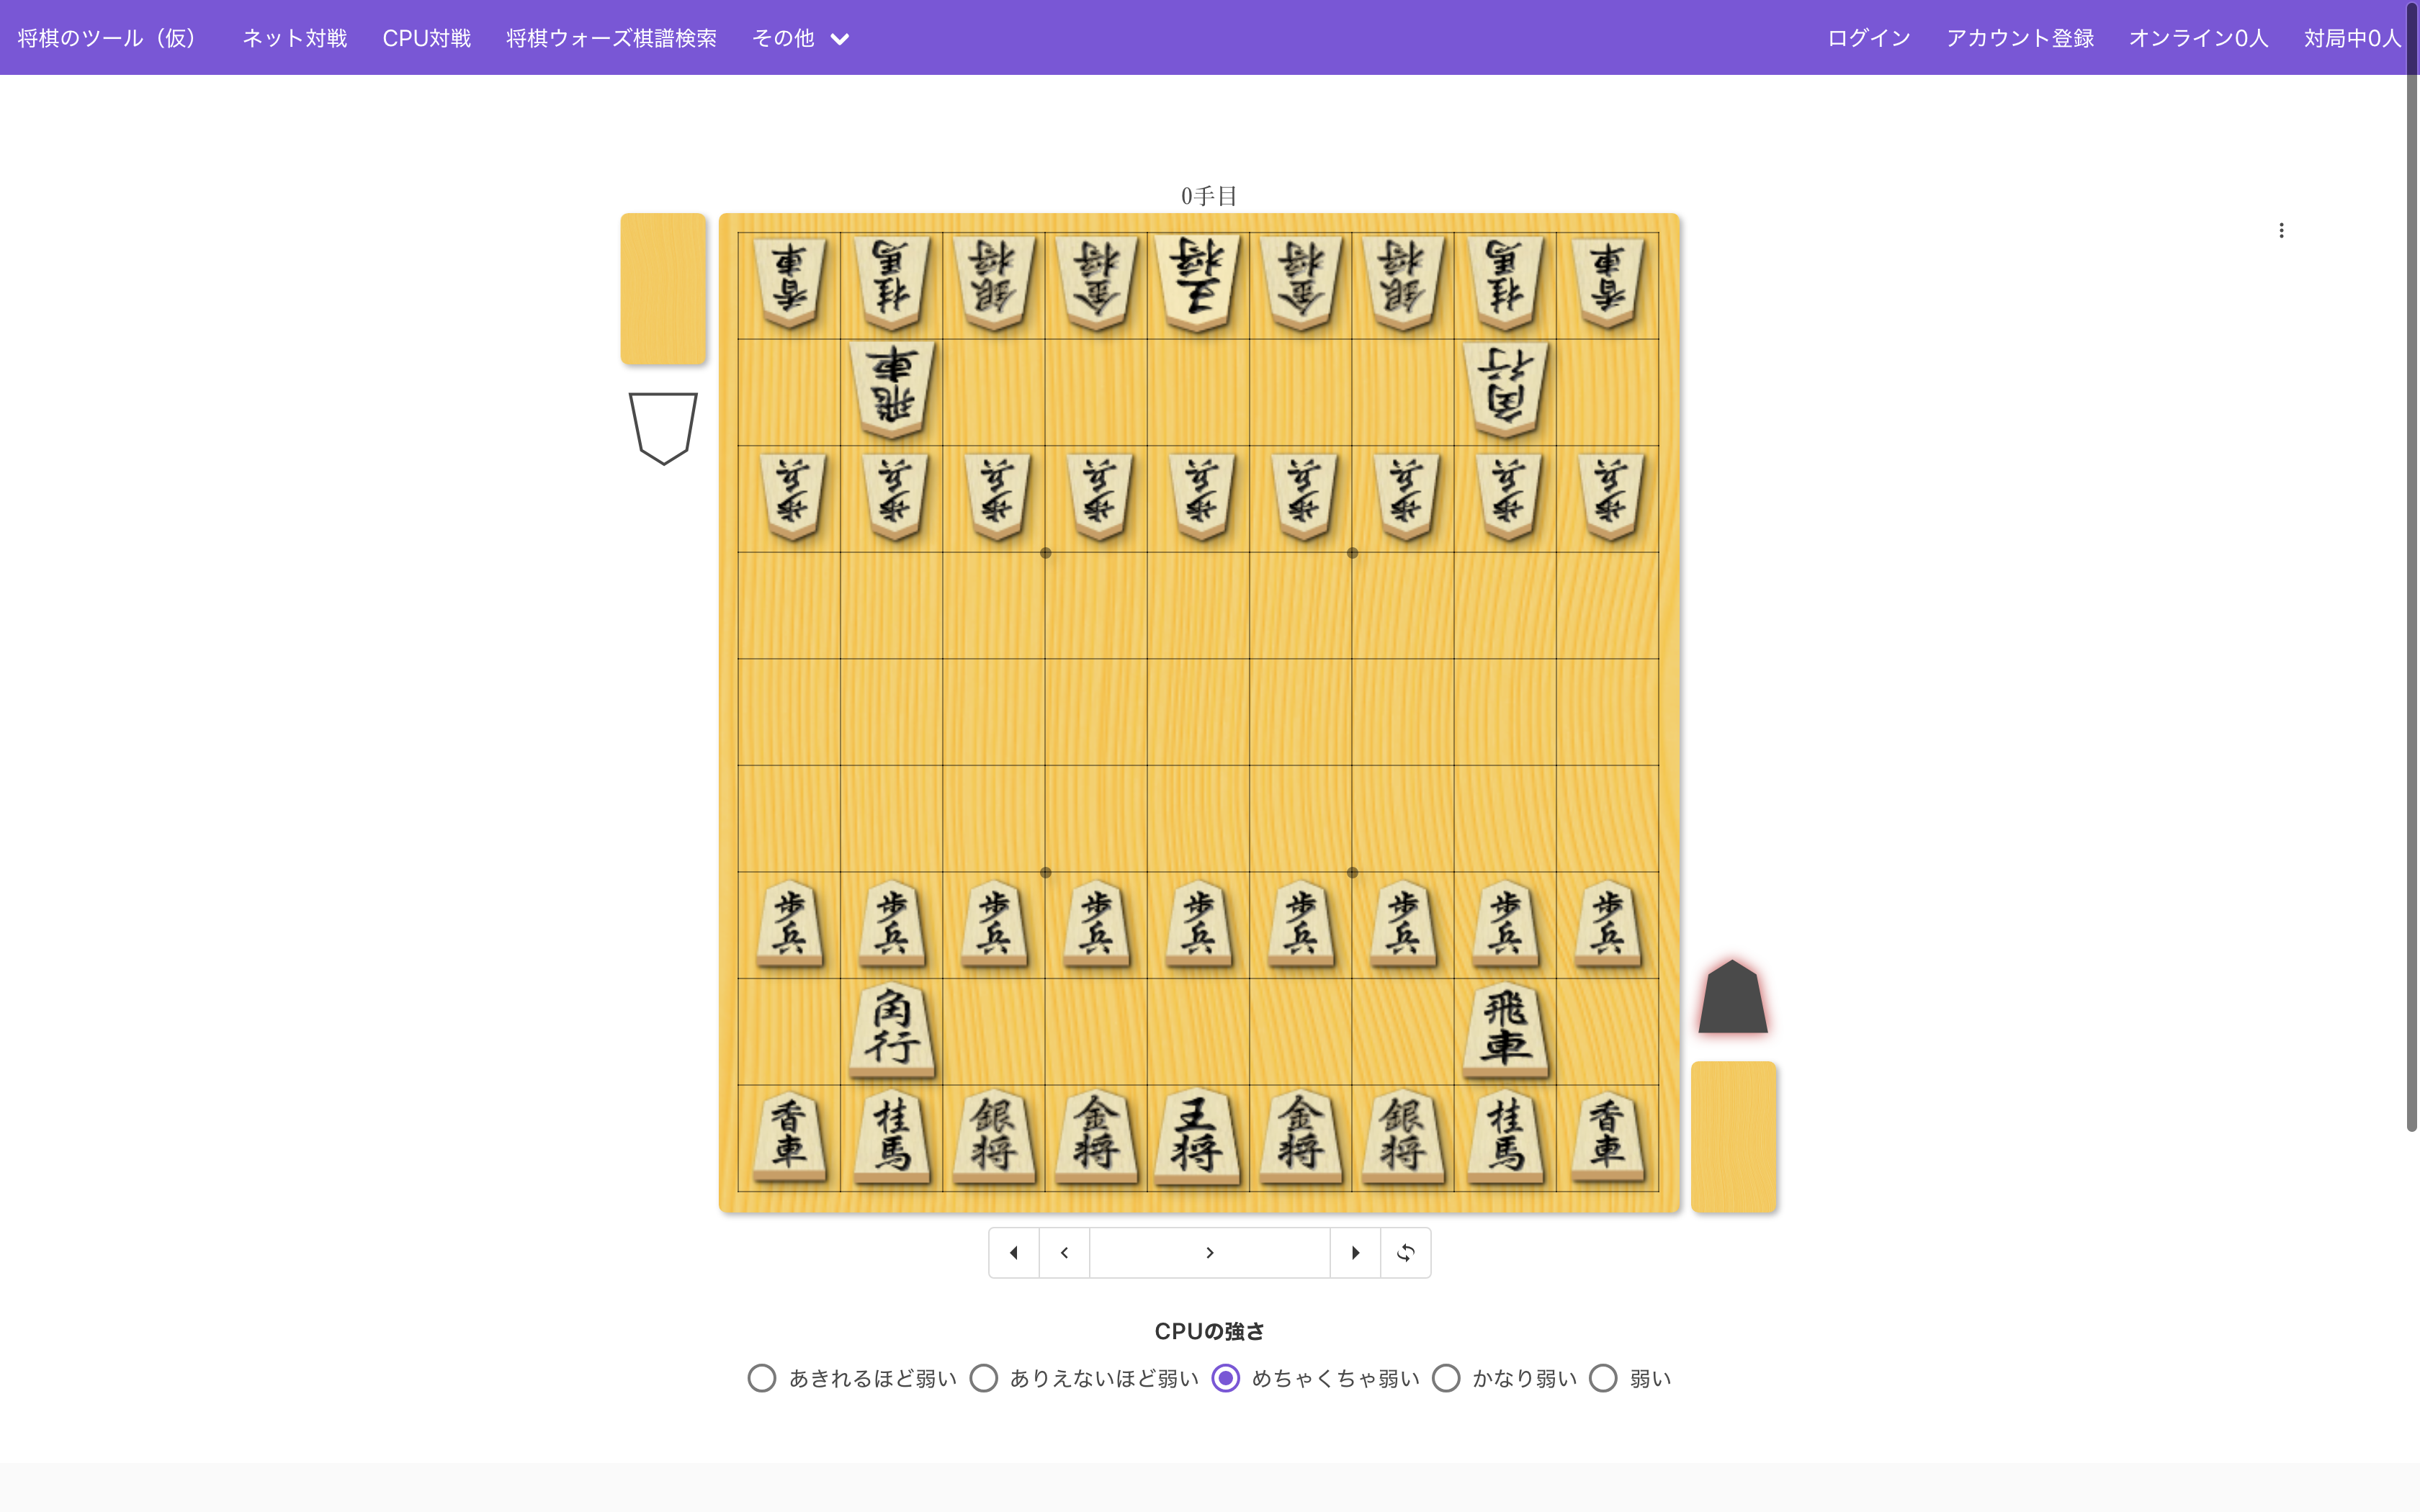 将棋のツール（仮） ネット対戦 CPU対戦 将棋ウォーズ棋譜検索 その他 ログイン アカウント登録 オンライン0人 対局中0人
0手目
香車 桂馬 銀将 金将 王将 金将 銀将 桂馬 香車
飛車 角行
歩兵 歩兵 歩兵 歩兵 歩兵 歩兵 歩兵 歩兵 歩兵
歩兵 歩兵 歩兵 歩兵 歩兵 歩兵 歩兵 歩兵 歩兵
角行 飛車
香車 桂馬 銀将 金将 王将 金将 銀将 桂馬 香車
CPUの強さ
あきれるほど弱い ありえないほど弱い めちゃくちゃ弱い かなり弱い 弱い